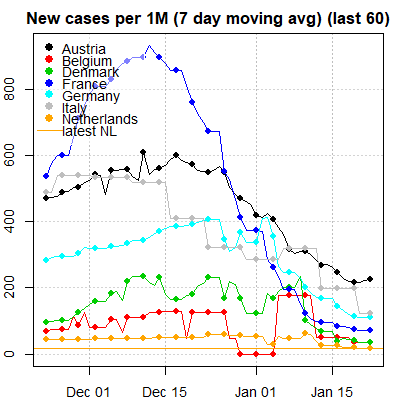 New cases per 1M (7 day moving avg) (last 60)
Austria
Belgium
Denmark
France
Germany
Italy
Netherlands
latest NL
800
600
400
200
0
Dec 01 Dec 15 Jan 01 Jan 15